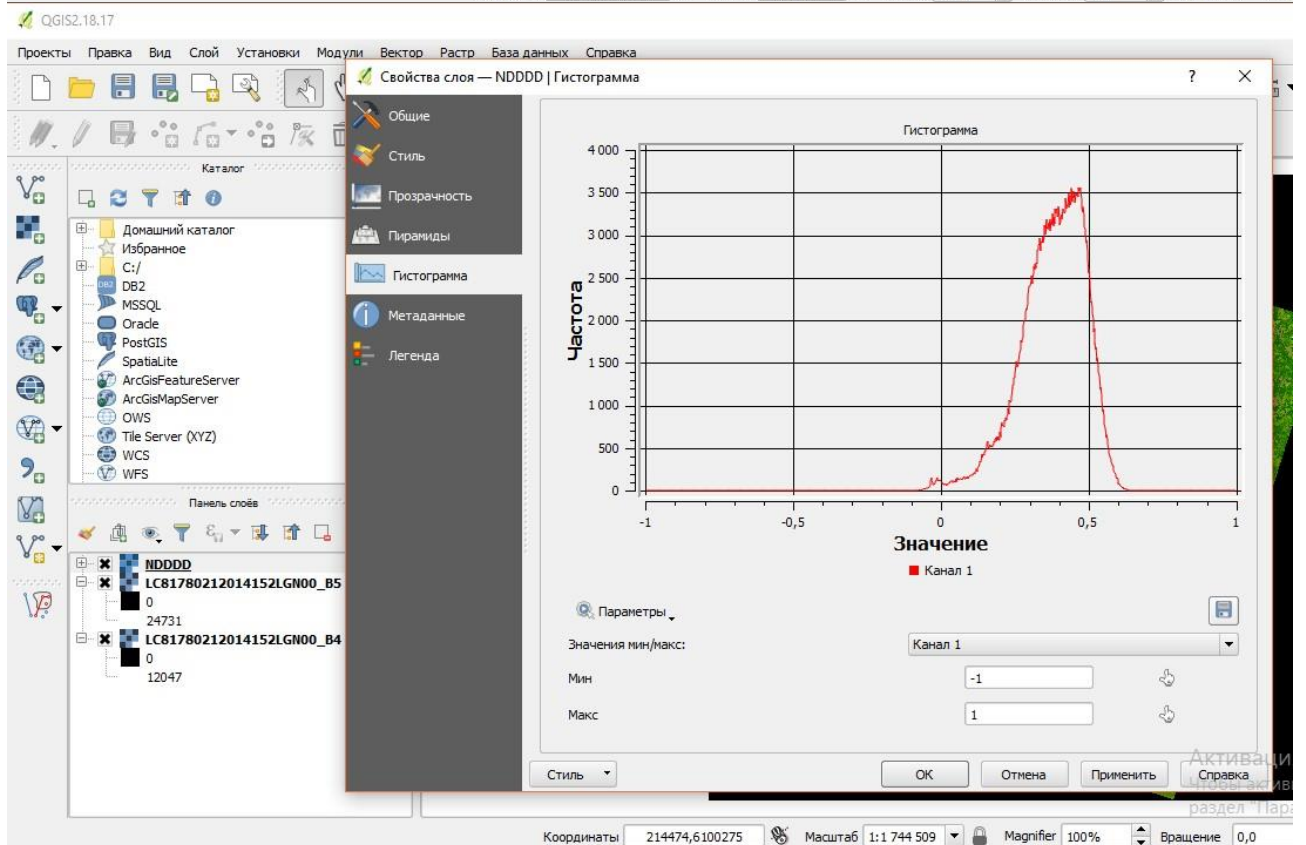 QGIS2.18.17
Проекты Правка Вид Слой Установки Модули Вектор Растр База данных Справка
Свойства слоя — NDDDD | Гистограмма
Каталог
Домашний каталог
Избранное
C:/
DB2
MSSQL
Oracle
PostGIS
SpatiaLite
ArcGisFeatureServer
ArcGisMapServer
OWS
Tile Server (XYZ)
WCS
WFS
Панель слоёв
NDDDD
LC81780212014152LGN00_B5
0
24731
LC81780212014152LGN00_B4
0
12047
Общие
Стиль
Прозрачность
Пирамиды
Гистограмма
Метаданные
Легенда
Гистограмма
Частота
4 000
3 500
3 000
2 500
2 000
1 500
1 000
500
0
-1 -0,5 0 0,5 1
Значение
Канал 1
Параметры
Значения мин/макс: Канал 1
Мин -1
Макс 1
Стиль OK Отмена Применить Справка
Координаты 214474,6100275 Масштаб 1:1 744 509 Magnifier 100% Вращение 0,0